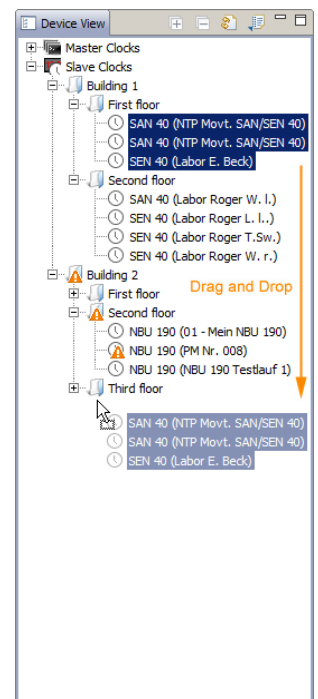 Device View
Master Clocks
Slave Clocks
Building 1
First floor
SAN 40 (NTP Movt. SAN/SEN 40)
SAN 40 (NTP Movt. SAN/SEN 40)
SEN 40 (Labor E. Beck)
Second floor
SAN 40 (Labor Roger W. l.)
SEN 40 (Labor Roger L. l..)
SEN 40 (Labor Roger T.Sw.)
SEN 40 (Labor Roger W. r.)
Building 2
First floor
Drag and Drop
Second floor
NBU 190 (01 - Mein NBU 190)
NBU 190 (PM Nr. 008)
NBU 190 (NBU 190 Testlauf 1)
Third floor
SAN 40 (NTP Movt. SAN/SEN 40)
SAN 40 (NTP Movt. SAN/SEN 40)
SEN 40 (Labor E. Beck)